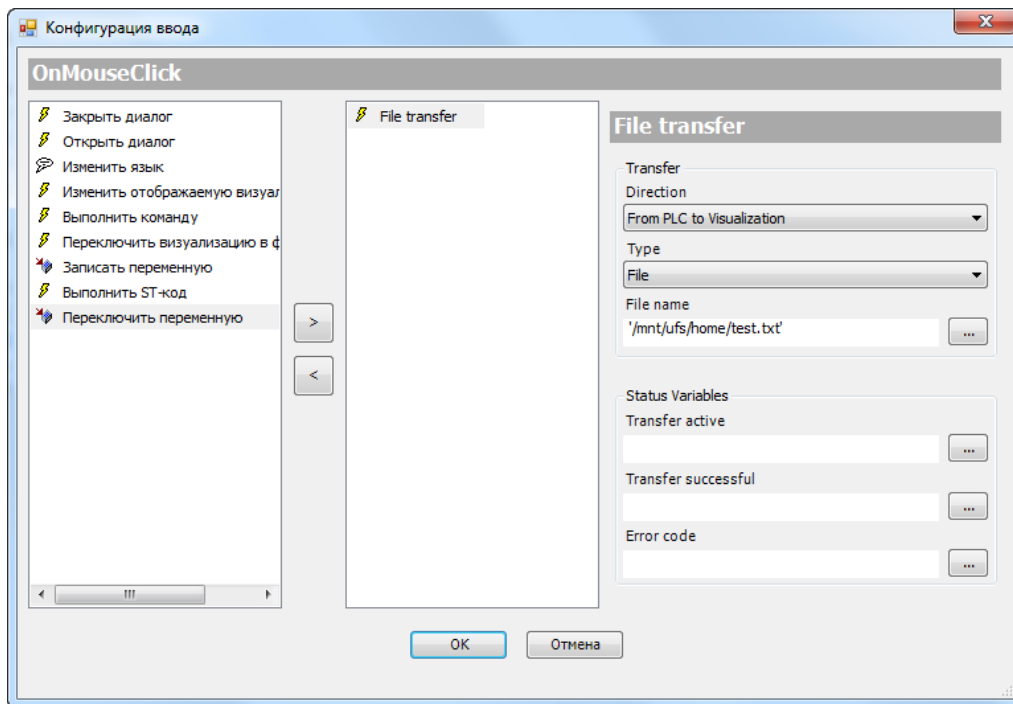 Конфигурация ввода
OnMouseClick
Закрыть диалог
Открыть диалог
Изменить язык
Изменить отображаемую визуал
Выполнить команду
Переключить визуализацию в ф
Записать переменную
Выполнить ST-код
Переключить переменную
>
<
File transfer
File transfer
Transfer
Direction
From PLC to Visualization
Type
File
File name
'/mnt/ufs/home/test.txt'
...
Status Variables
Transfer active
...
Transfer successful
...
Error code
...
OK
Отмена